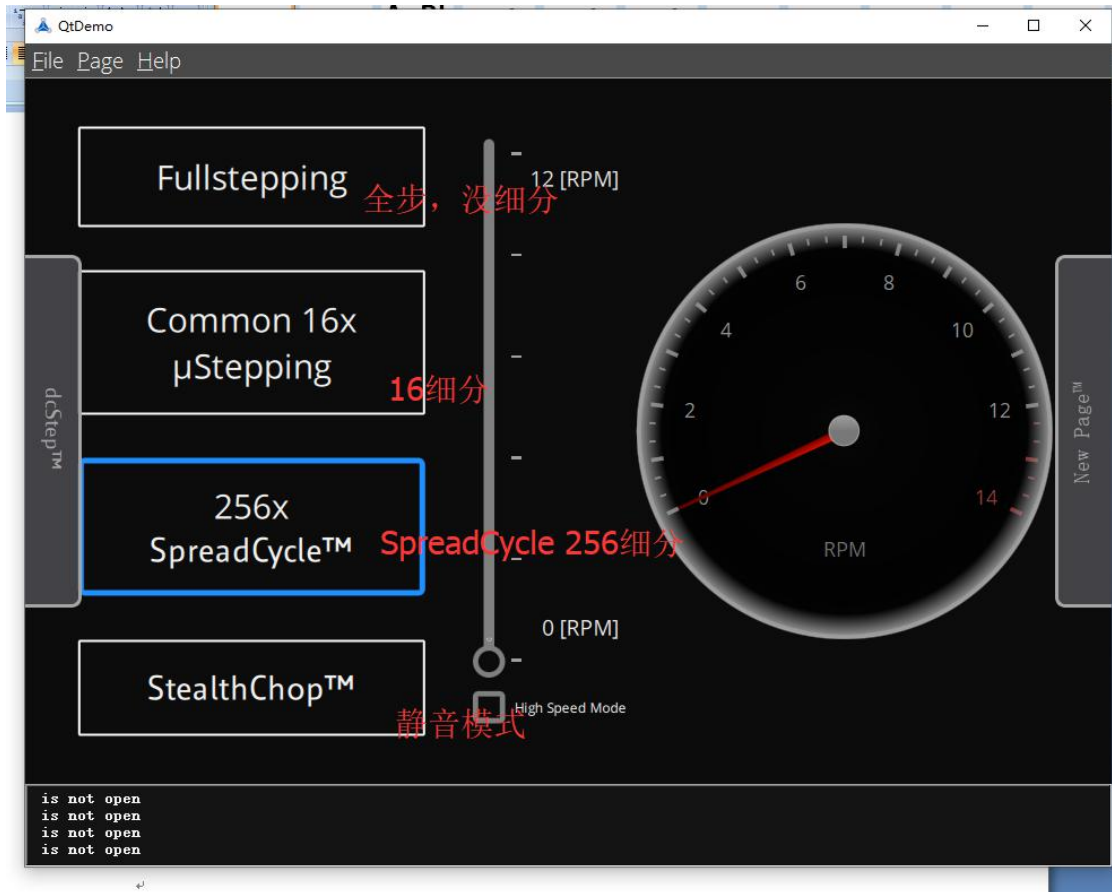 QtDemo
File Page Help
Fullstepping
全步，没细分
12 [RPM]
Common 16x
µStepping
16细分
256x
SpreadCycle™
SpreadCycle 256细分
0 [RPM]
StealthChop™
静音模式
High Speed Mode
dcStep™
0
2
4
6
8
10
12
14
RPM
New Page™
is not open
is not open
is not open
is not open